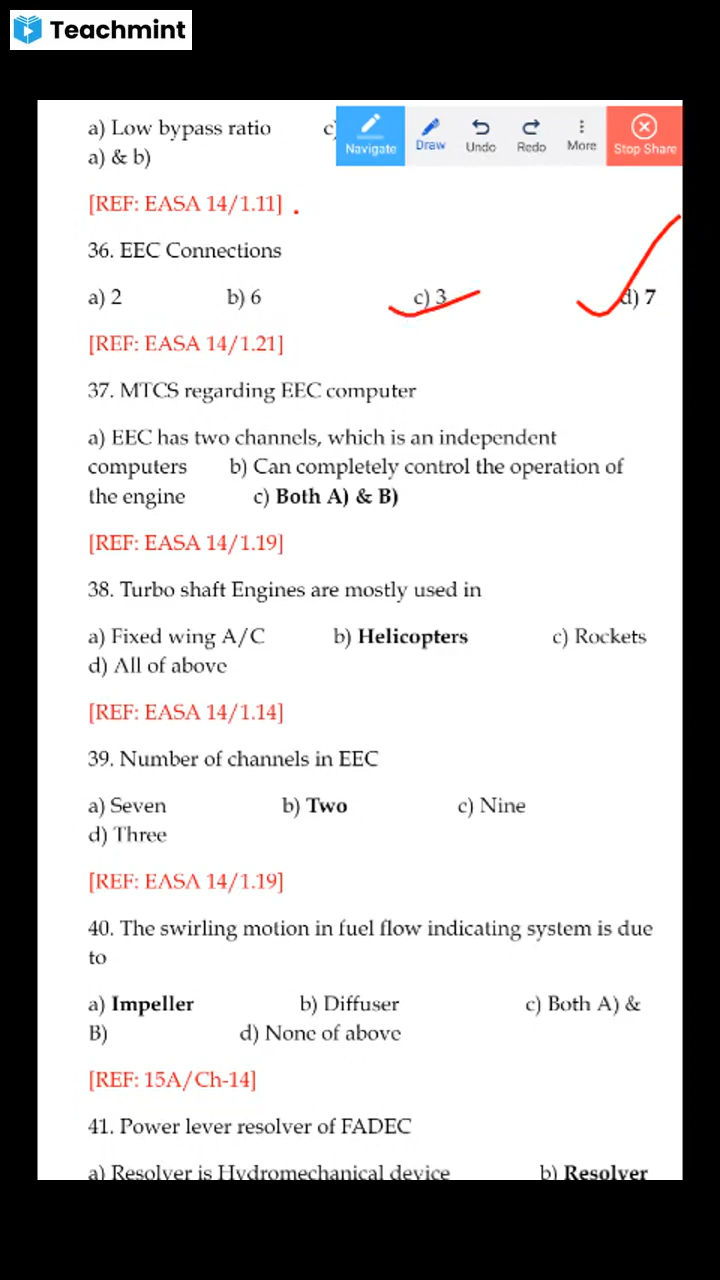 Teachmint
a) Low bypass ratio c)
Navigate Draw Undo Redo More Stop Share
a) & b)
[REF: EASA 14/1.11]
36. EEC Connections
a) 2 b) 6 c) 3 d) 7
[REF: EASA 14/1.21]
37. MTCS regarding EEC computer
a) EEC has two channels, which is an independent
computers b) Can completely control the operation of
the engine c) Both A) & B)
[REF: EASA 14/1.19]
38. Turbo shaft Engines are mostly used in
a) Fixed wing A/C b) Helicopters c) Rockets
d) All of above
[REF: EASA 14/1.14]
39. Number of channels in EEC
a) Seven b) Two c) Nine
d) Three
[REF: EASA 14/1.19]
40. The swirling motion in fuel flow indicating system is due
to
a) Impeller b) Diffuser c) Both A) &
B) d) None of above
[REF: 15A/Ch-14]
41. Power lever resolver of FADEC
a) Resolver is Hydromechanical device b) Resolver